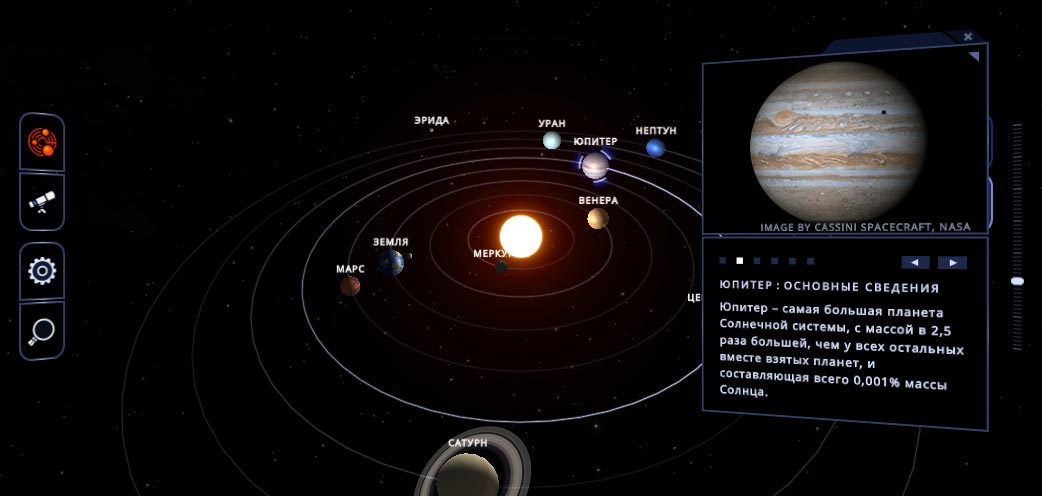 ЭРИДА
УРАН
НЕПТУН
ЮПИТЕР
ВЕНЕРА
ЗЕМЛЯ
МАРС
САТУРН
IMAGE BY CASSINI SPACECRAFT, NASA
ЮПИТЕР : ОСНОВНЫЕ СВЕДЕНИЯ
Юпитер – самая большая планета
Солнечной системы, с массой в 2,5
раза большей, чем у всех остальных
вместе взятых планет, и
составляющая всего 0,001% массы
Солнца.